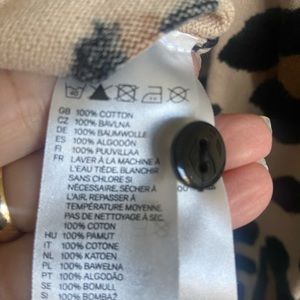 GB 100% COTTON
CZ 100% BAVLNA
DE 100% BAUMWOLLE
ES 100% ALGODÓN
FI 100% PUUVILLAA
FR LAVER À LA MACHINE À
L'EAU TIÈDE. BLANCHIR
SANS CHLORE SI
NÉCESSAIRE, SÉCHER À
L'AIR, REPASSER À
TEMPÉRATURE MOYENNE,
PAS DE NETTOYAGE À SEC.
100% COTON
HU 100% PAMUT
IT 100% COTONE
NL 100% KATOEN
PL 100% BAWEŁNA
PT 100% ALGODÃO
SE 100% BOMULL
SI 100% BOMBAŽ